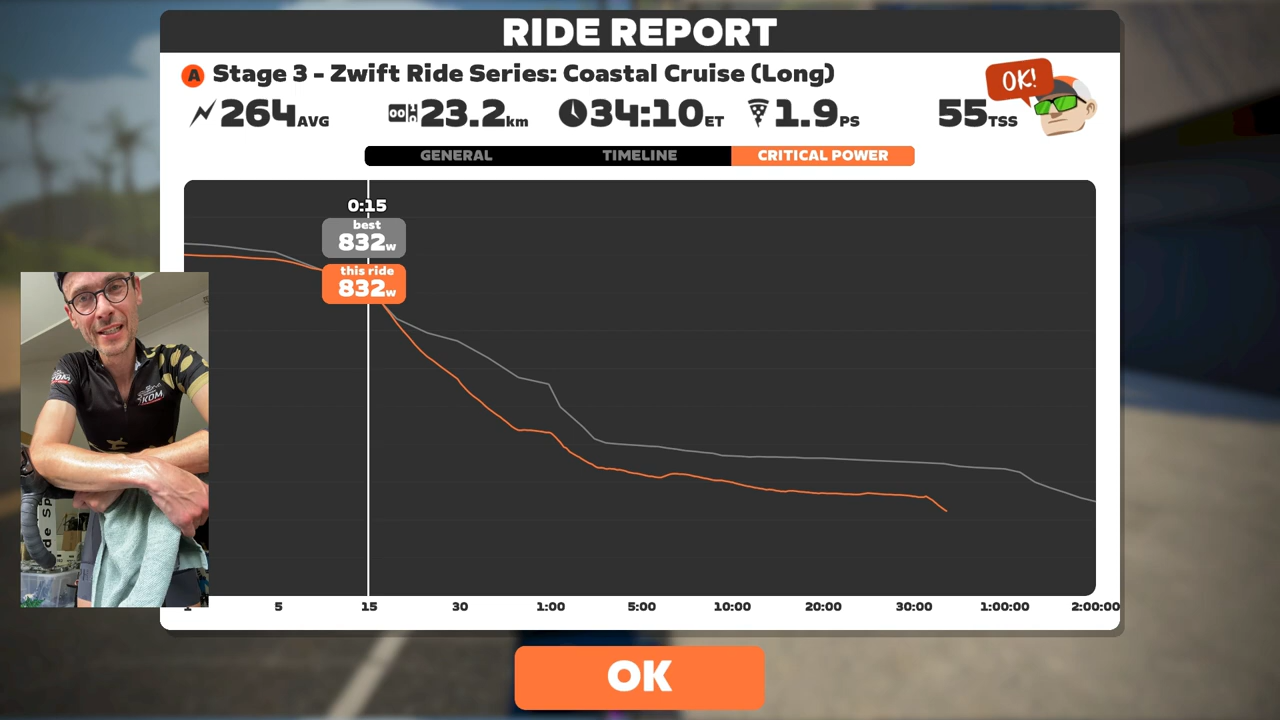 RIDE REPORT
A Stage 3 - Zwift Ride Series: Coastal Cruise (Long)
OK!
264AVG 23.2km 34:10ET 1.9PS 55TSS
GENERAL TIMELINE CRITICAL POWER
0:15
best
832w
this ride
832w
KOM
KOM
1 5 15 30 1:00 5:00 10:00 20:00 30:00 1:00:00 2:00:00
OK